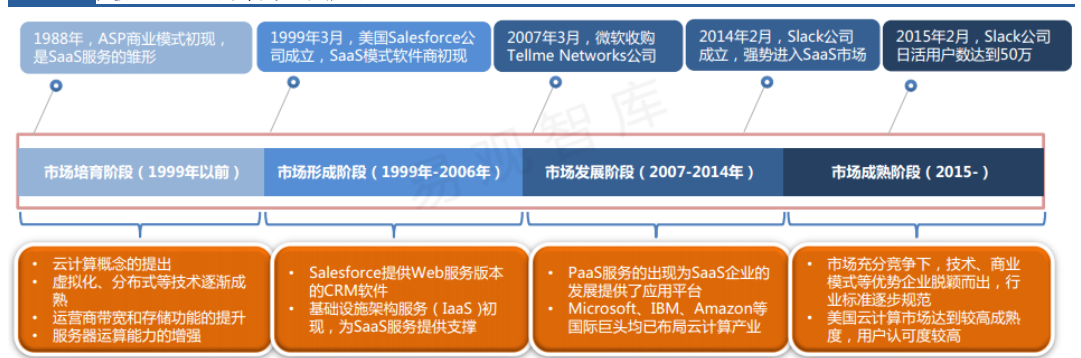 1988年，ASP商业模式初现，
是SaaS服务的雏形
1999年3月，美国Salesforce公
司成立，SaaS模式软件商初现
2007年3月，微软收购
Tellme Networks公司
2014年2月，Slack公司
成立，强势进入SaaS市场
2015年2月，Slack公司
日活用户数达到50万
易观智库
市场培育阶段（1999年以前）
市场形成阶段（1999年-2006年）
市场发展阶段（2007-2014年）
市场成熟阶段（2015-）
• 云计算概念的提出
• 虚拟化、分布式等技术逐渐成
熟
• 运营商带宽和存储功能的提升
• 服务器运算能力的增强
• Salesforce提供Web服务版本
的CRM软件
• 基础设施架构服务（IaaS）初
现，为SaaS服务提供支撑
• PaaS服务的出现为SaaS企业的
发展提供了应用平台
• Microsoft、IBM、Amazon等
国际巨头均已布局云计算产业
• 市场充分竞争下，技术、商业
模式等优势企业脱颖而出，行
业标准逐步规范
• 美国云计算市场达到较高成熟
度，用户认可度较高